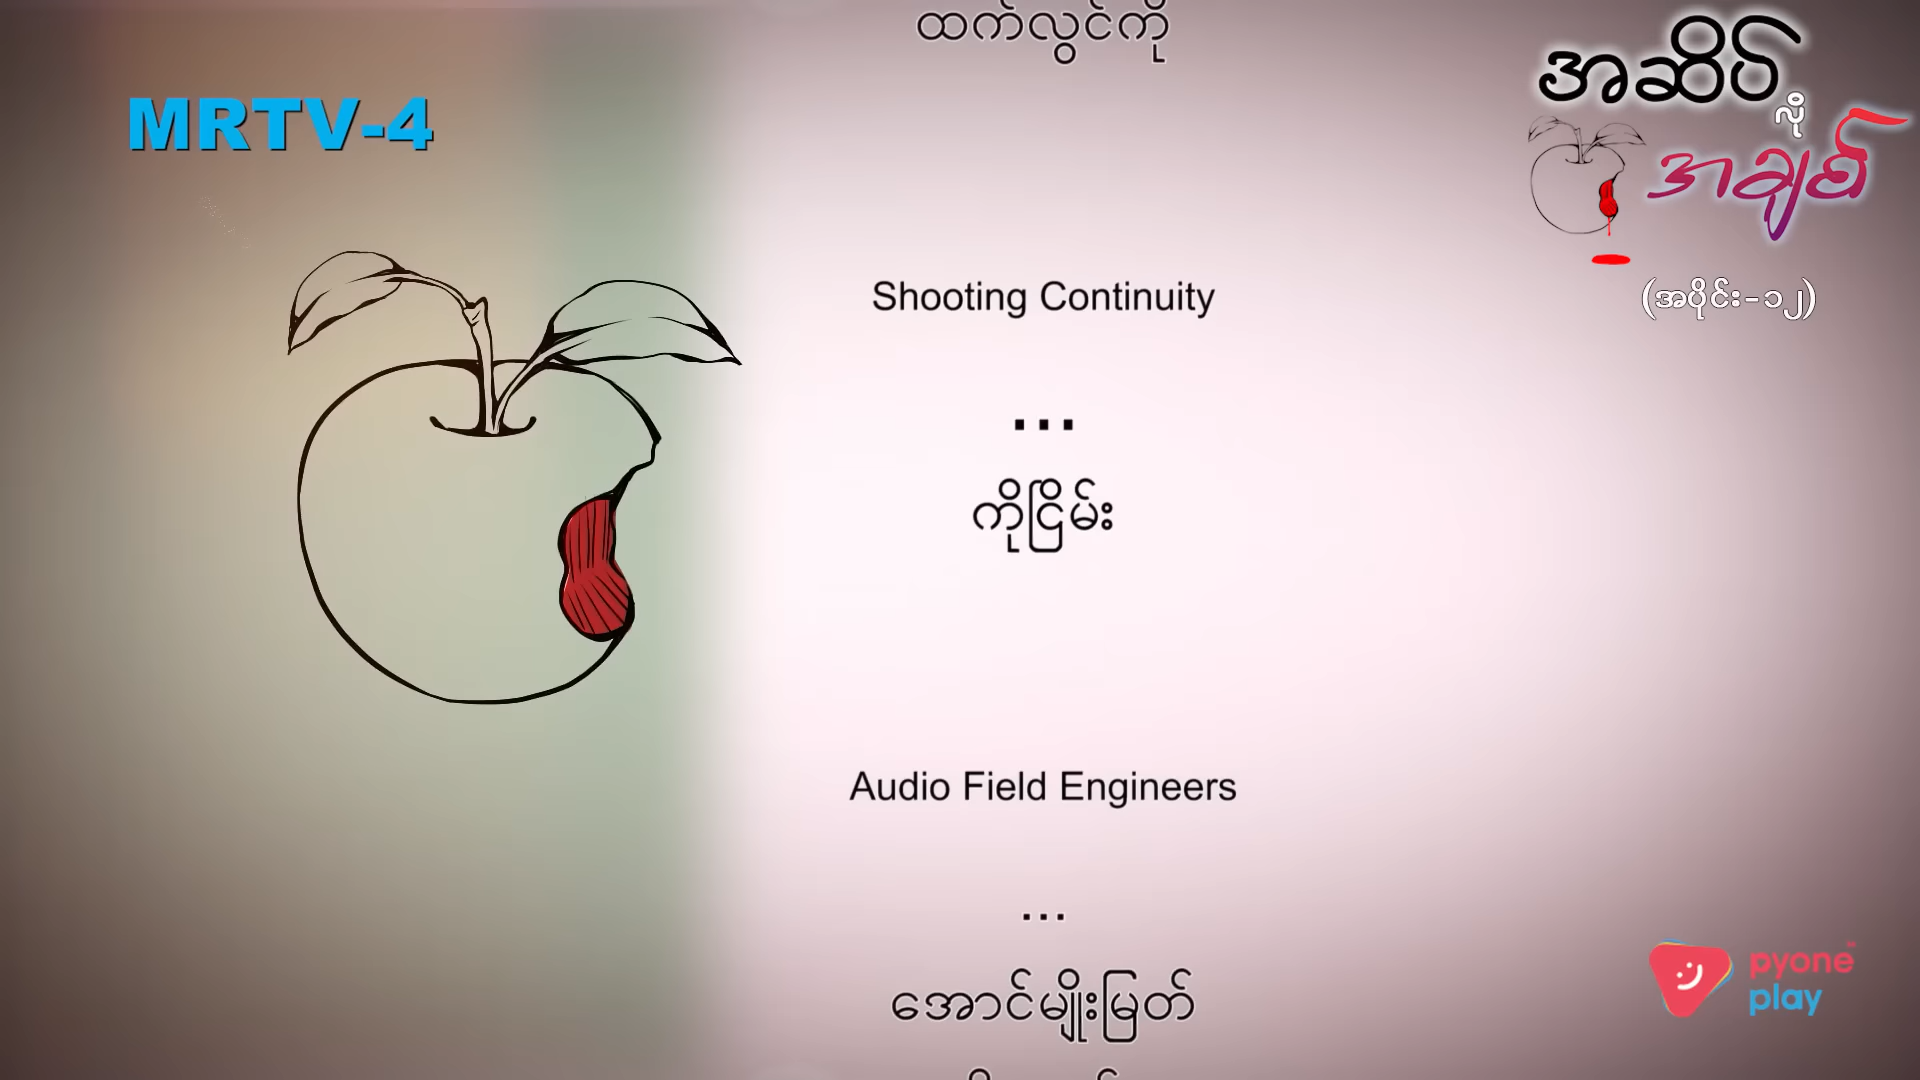 ထက်လွင်ကို
MRTV-4
အဆိပ်
လို
အချစ်
(အပိုင်း-၁၂)
Shooting Continuity
...
ကိုငြိမ်း
Audio Field Engineers
...
အောင်မျိုးမြတ်
pyone
play